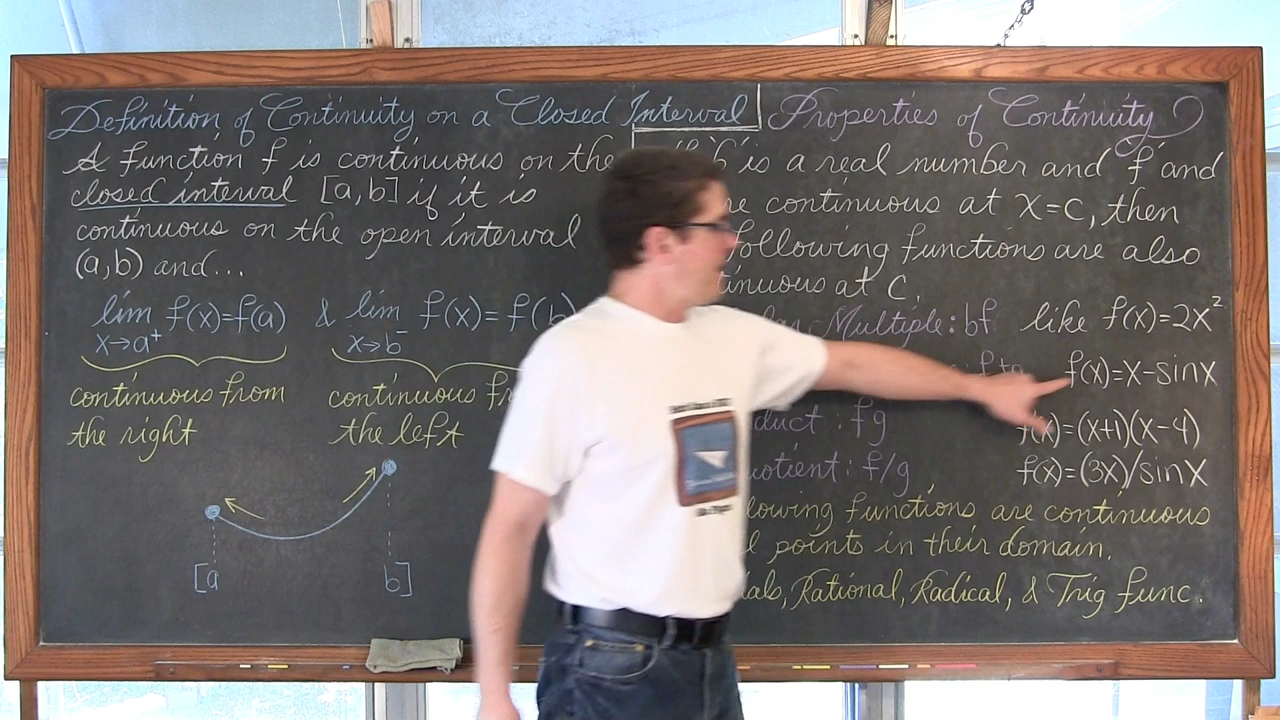 Definition of Continuity on a Closed Interval
A function f is continuous on the
closed interval [a,b] if it is
continuous on the open interval
(a,b) and...
lim f(x)=f(a) & lim f(x)=f(b)
x→a⁺ x→b⁻
continuous from
the right
continuous
the left
[a b]
Properties of Continuity
is a real number and f and
continuous at x=c, then
following functions are also
at c.
Multiple: bf like f(x)=2x²
f(x)=x-sinx
: fg f(x)=(x+1)(x-4)
: f/g f(x)=(3x)/sinx
functions are continuous
points in their domain.
Rational, Radical, & Trig func.